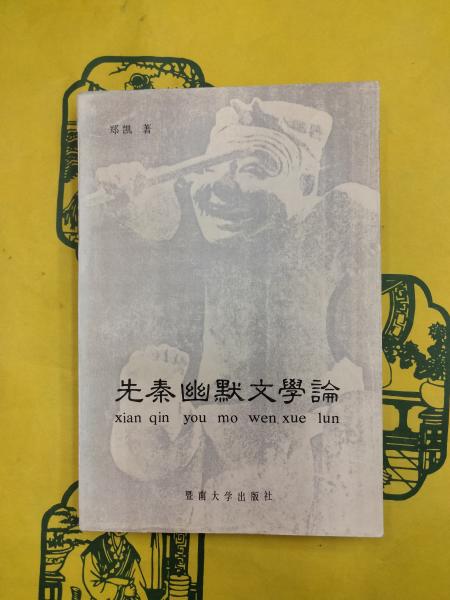 郑凯 著
先秦幽默文學論
xian qin you mo wen xue lun
暨南大学出版社